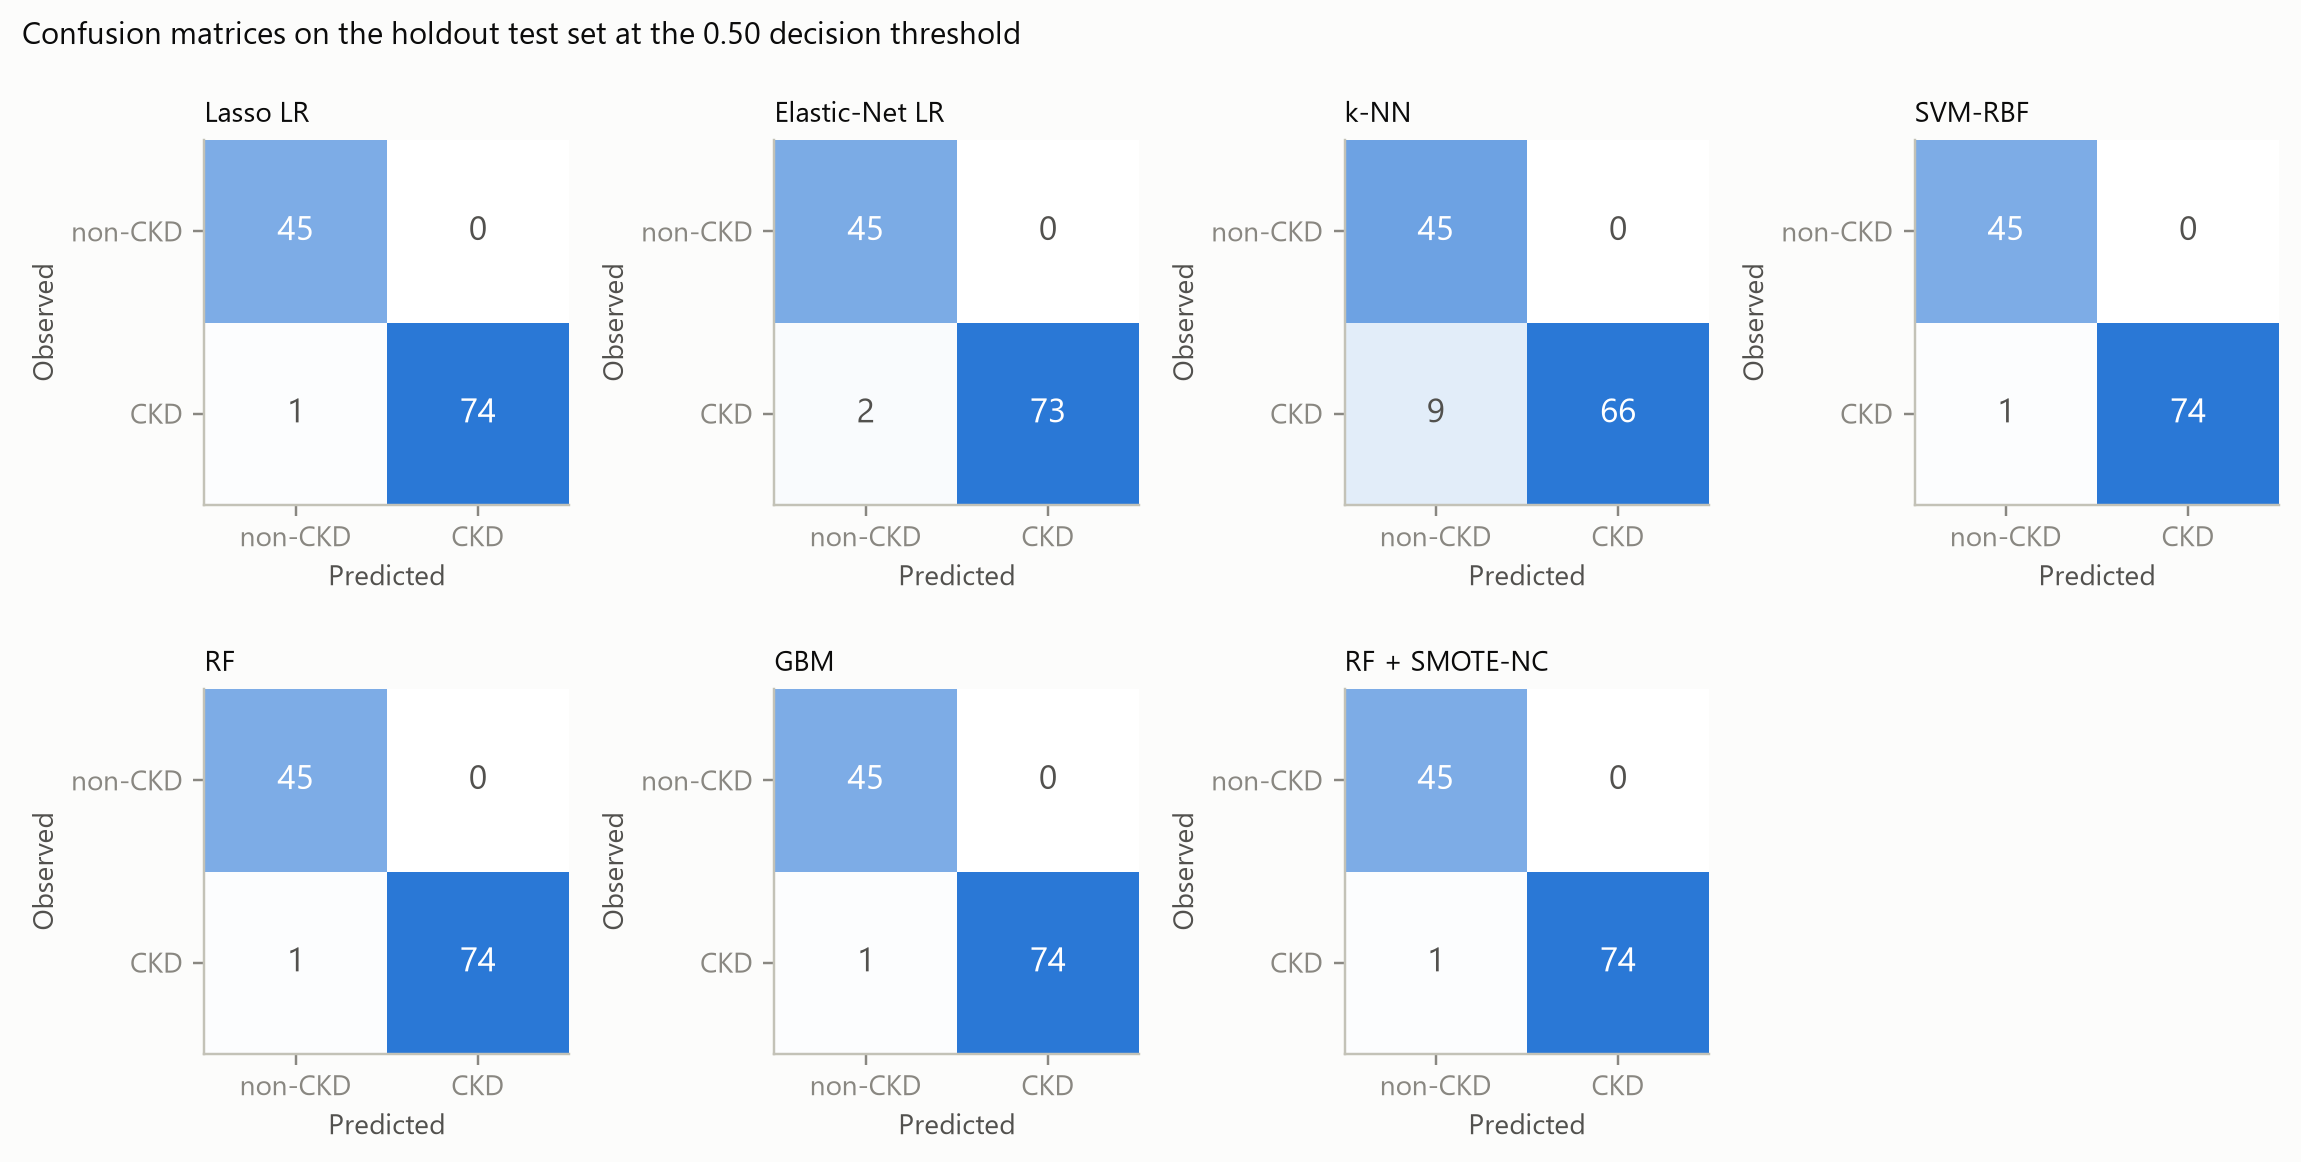 Confusion matrices on the holdout test set at the 0.50 decision threshold
Lasso LR
Observed
non-CKD
45
0
CKD
1
74
non-CKD
CKD
Predicted
Elastic-Net LR
Observed
non-CKD
45
0
CKD
2
73
non-CKD
CKD
Predicted
k-NN
Observed
non-CKD
45
0
CKD
9
66
non-CKD
CKD
Predicted
SVM-RBF
Observed
non-CKD
45
0
CKD
1
74
non-CKD
CKD
Predicted
RF
Observed
non-CKD
45
0
CKD
1
74
non-CKD
CKD
Predicted
GBM
Observed
non-CKD
45
0
CKD
1
74
non-CKD
CKD
Predicted
RF + SMOTE-NC
Observed
non-CKD
45
0
CKD
1
74
non-CKD
CKD
Predicted